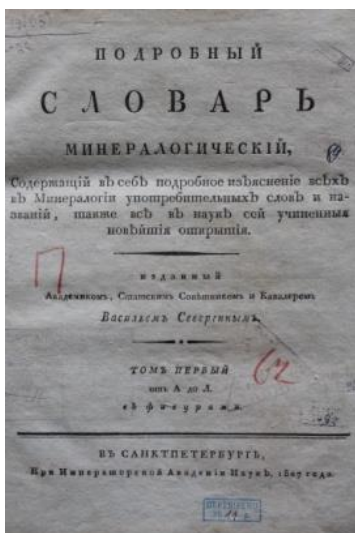 ПОДРОБНЫЙ
СЛОВАРЬ
МИНЕРАЛОГИЧЕСКІЙ,
Содержащій въ себѣ подробное изъясненіе всѣхъ
въ Минералогіи употребительныхъ словъ и на-
званій, также всѣ въ наукѣ сей учиненныя
новѣйшія открытія.
изданный
Академикомъ, Статскимъ Совѣтникомъ и Кавалеромъ
Васильемъ Севергинымъ.
ТОМЪ ПЕРВЫЙ
отъ А до Л.
съ фигурами.
62
ВЪ САНКТПЕТЕРБУРГѢ,
При Императорской Академіи Наукъ, 1807 года.